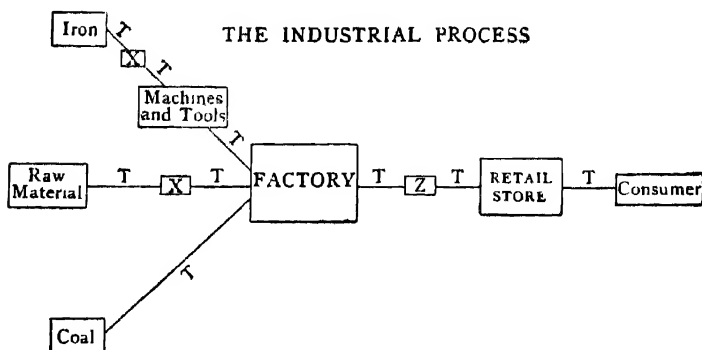 Iron
T
THE INDUSTRIAL PROCESS
X
T
Machines
and Tools
T
Raw
Material
T
X
T
FACTORY
T
Z
T
RETAIL
STORE
T
Consumer
T
Coal